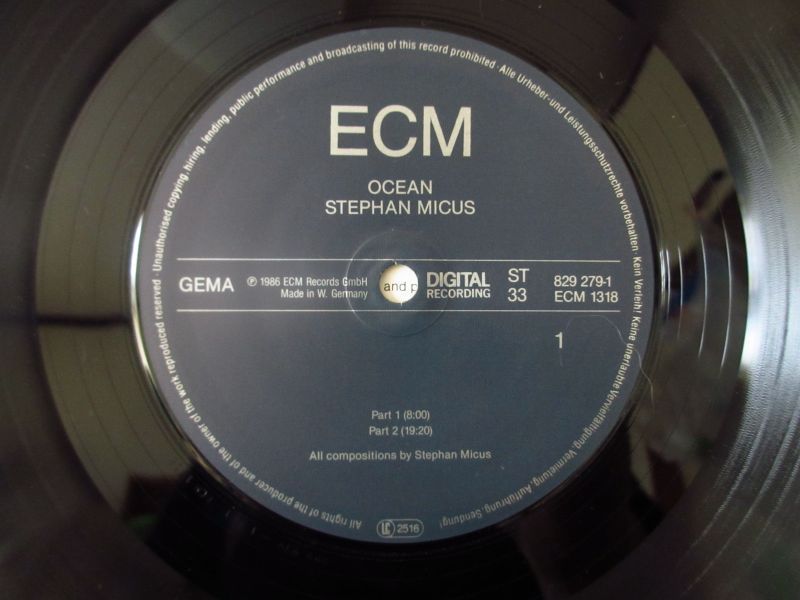 All rights of the producer and of the owner of the work reproduced reserved · Unauthorised copying, hiring, lending, public performance and broadcasting of this record prohibited · Alle Urheber-und Leistungsschutzrechte vorbehalten. Kein Verleih! Keine unerlaubte Vervielfältigung, Vermietung, Aufführung, Sendung!
ECM
OCEAN
STEPHAN MICUS
GEMA
℗ 1986 ECM Records GmbH
Made in W. Germany
and p
DIGITAL
RECORDING
ST
33
829 279-1
ECM 1318
1
Part 1 (8:00)
Part 2 (19:20)
All compositions by Stephan Micus
LC 2516